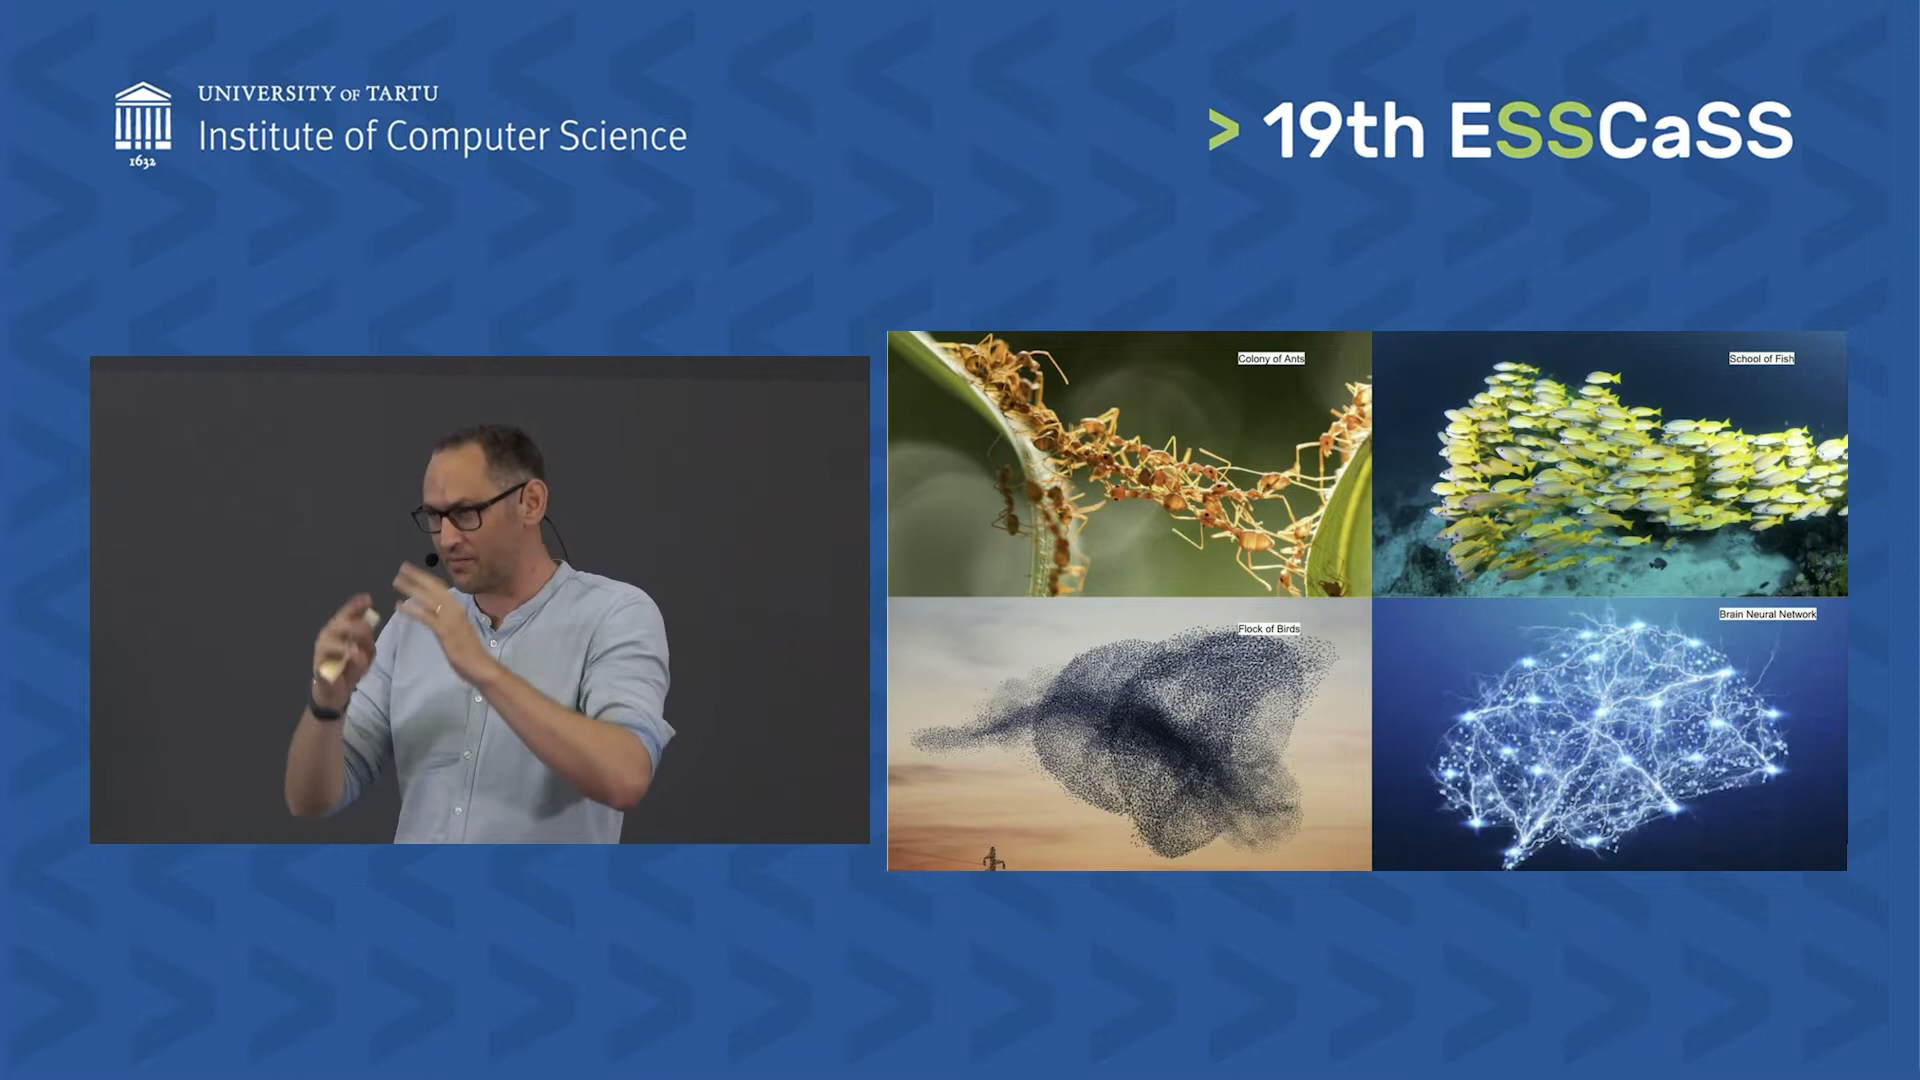 UNIVERSITY OF TARTU
Institute of Computer Science
1632
> 19th ESSCaSS
Colony of Ants
School of Fish
Flock of Birds
Brain Neural Network